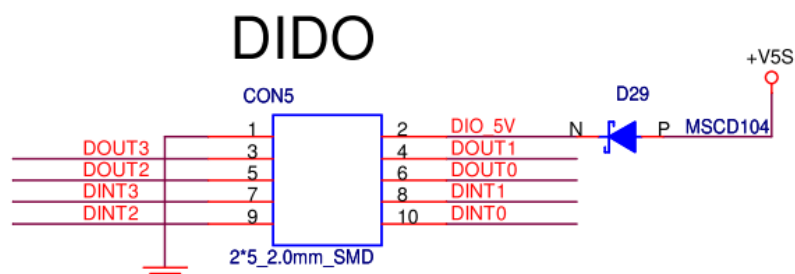 DIDO
+V5S
CON5 D29
1 2 DIO_5V N P MSCD104
DOUT3 3 4 DOUT1
DOUT2 5 6 DOUT0
DINT3 7 8 DINT1
DINT2 9 10 DINT0
2*5_2.0mm_SMD